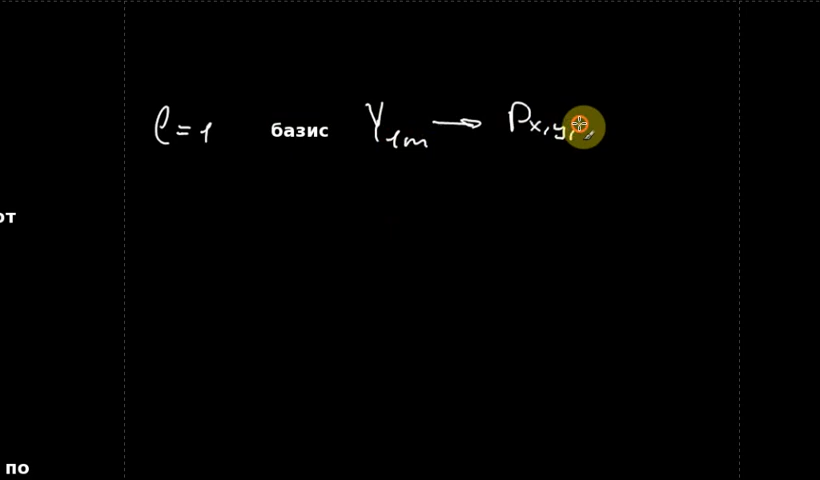 ℓ = 1 базис Y₁ₘ → Pₓ,ᵧ,
от
по